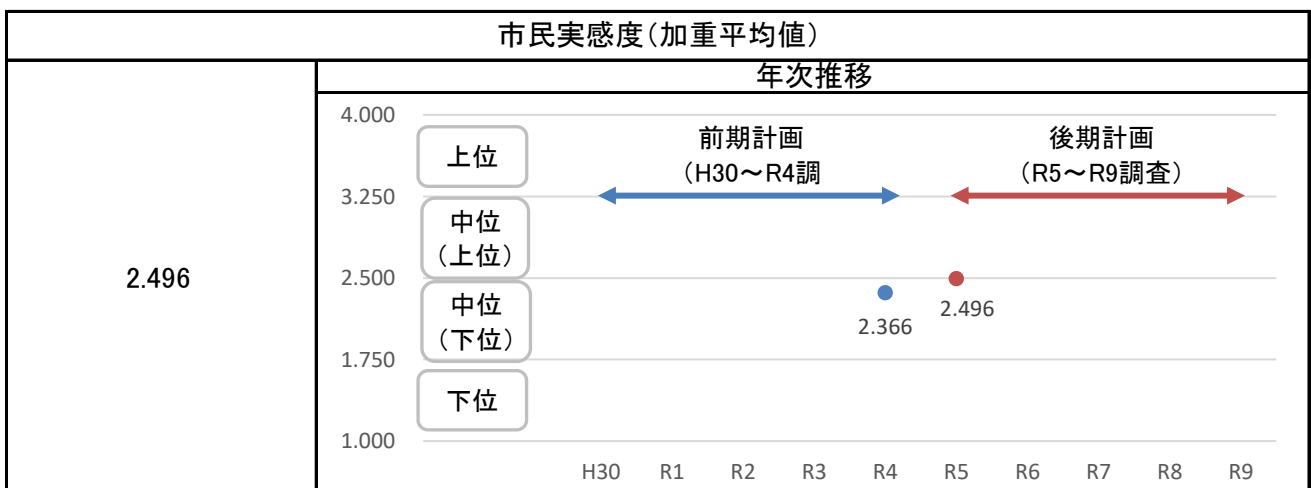 市民実感度（加重平均値）
2.496
年次推移
4.000
3.250
2.500
1.750
1.000
上位
中位
（上位）
中位
（下位）
下位
前期計画
（H30～R4調
後期計画
（R5～R9調査）
2.366
2.496
H30 R1 R2 R3 R4 R5 R6 R7 R8 R9